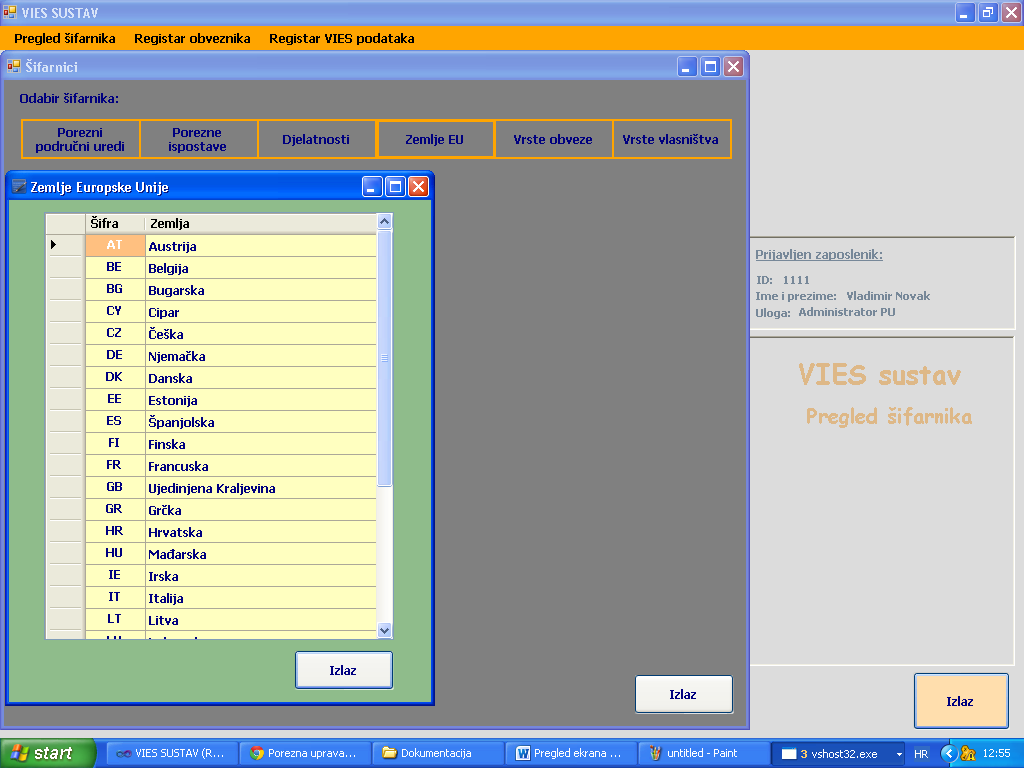 VIES SUSTAV
Pregled šifarnika Registar obveznika Registar VIES podataka
Šifarnici
Odabir šifarnika:
Porezni
područni uredi
Porezne
ispostave
Djelatnosti
Zemlje EU
Vrste obveze
Vrste vlasništva
Zemlje Europske Unije
Šifra Zemlja
AT Austrija
BE Belgija
BG Bugarska
CY Cipar
CZ Češka
DE Njemačka
DK Danska
EE Estonija
ES Španjolska
FI Finska
FR Francuska
GB Ujedinjena Kraljevina
GR Grčka
HR Hrvatska
HU Mađarska
IE Irska
IT Italija
LT Litva
Izlaz
Izlaz
Prijavljen zaposlenik:
ID: 1111
Ime i prezime: Vladimir Novak
Uloga: Administrator PU
VIES sustav
Pregled šifarnika
Izlaz
start VIES SUSTAV (R... Porezna uprava... Dokumentacija Pregled ekrana ... untitled - Paint 3 vshost32.exe HR 12:55